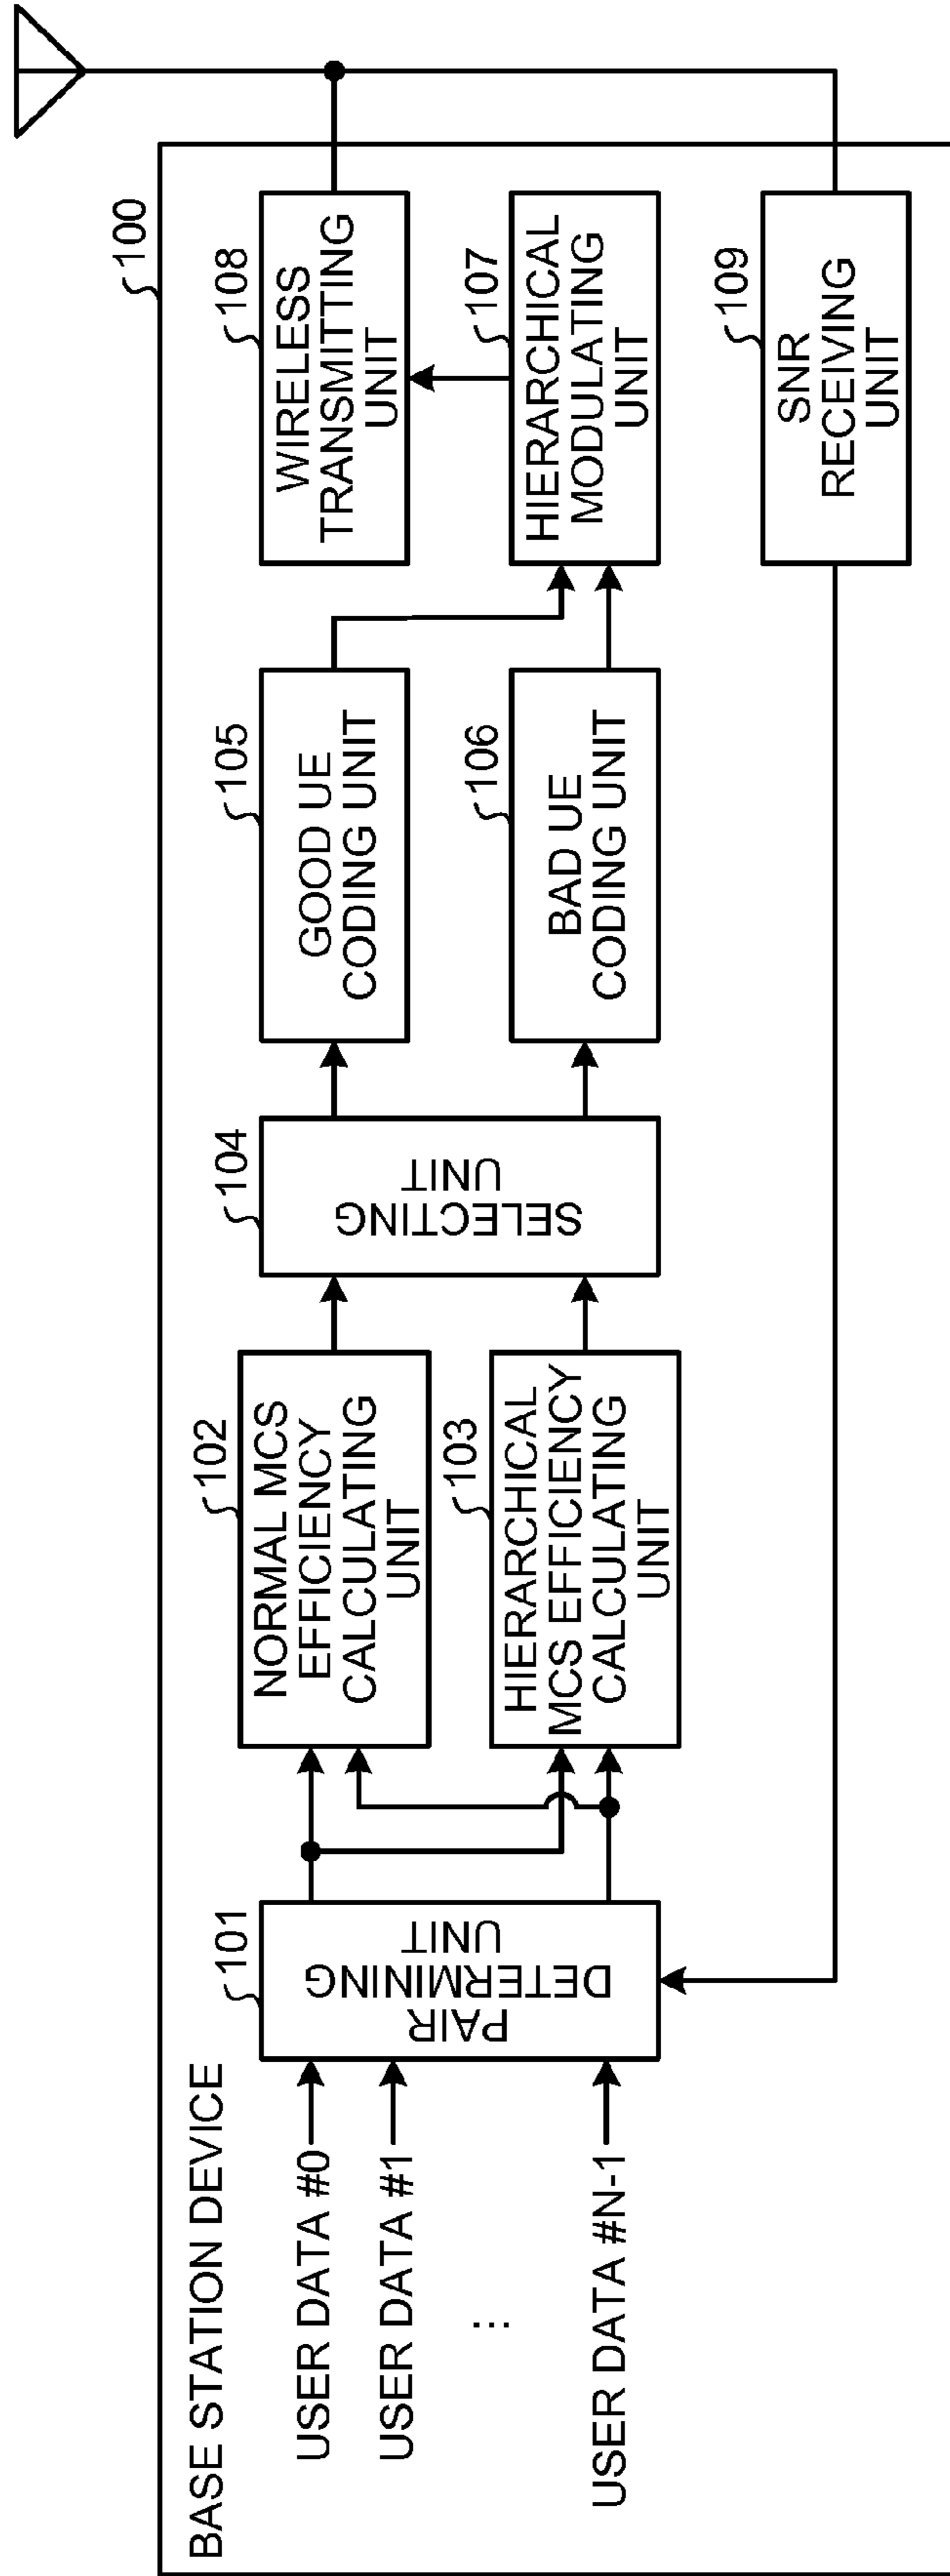 BASE STATION DEVICE
100
USER DATA #0
USER DATA #1
...
USER DATA #N-1
101
PAIR
DETERMINING
UNIT
102
NORMAL MCS
EFFICIENCY
CALCULATING
UNIT
103
HIERARCHICAL
MCS EFFICIENCY
CALCULATING
UNIT
104
SELECTING
UNIT
105
GOOD UE
CODING UNIT
106
BAD UE
CODING UNIT
108
WIRELESS
TRANSMITTING
UNIT
107
HIERARCHICAL
MODULATING
UNIT
109
SNR
RECEIVING
UNIT